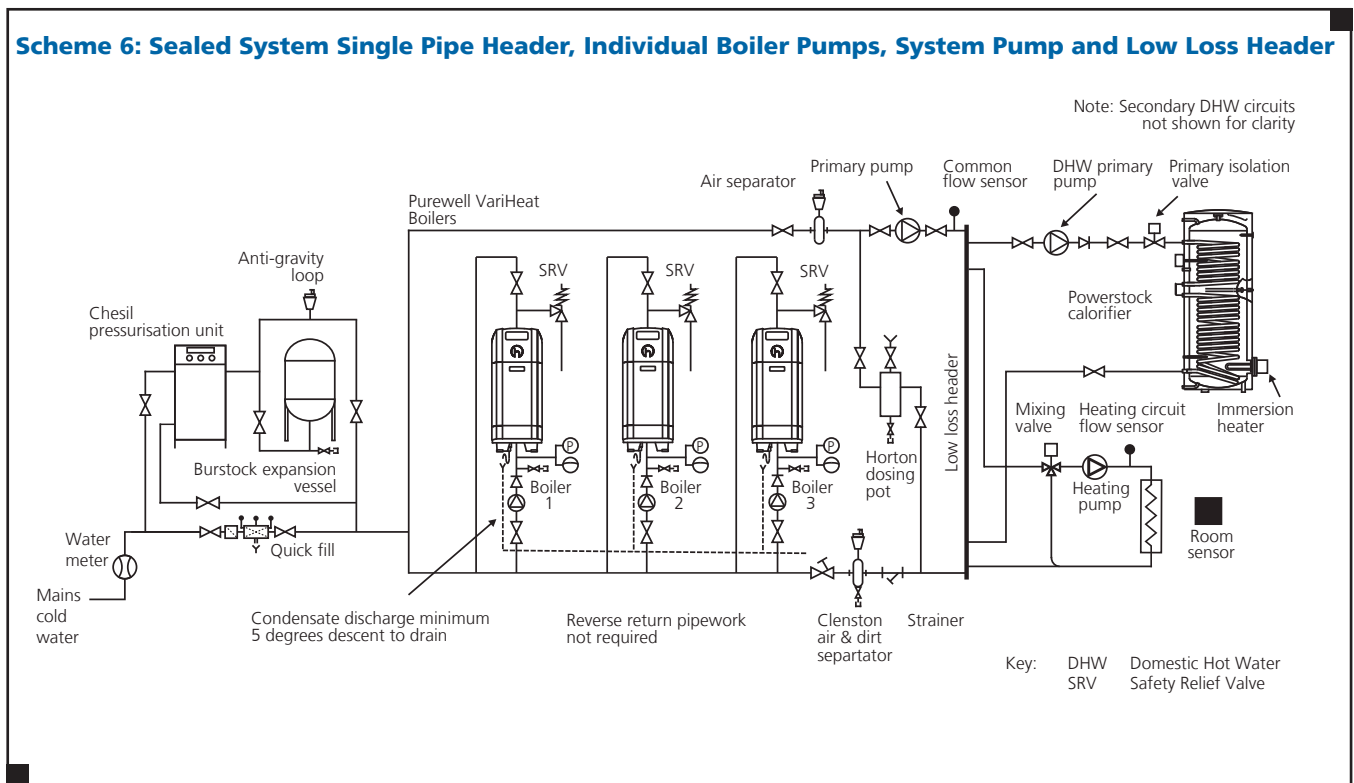 Scheme 6: Sealed System Single Pipe Header, Individual Boiler Pumps, System Pump and Low Loss Header
Note: Secondary DHW circuits
not shown for clarity
Air separator
Primary pump
Common
flow sensor
DHW primary
pump
Primary isolation
valve
Purewell VariHeat
Boilers
Anti-gravity
loop
SRV
SRV
SRV
Chesil
pressurisation unit
Powerstock
calorifier
Low loss header
Burstock expansion
vessel
Mixing
valve
Heating circuit
flow sensor
Immersion
heater
P
P
P
Boiler
1
Boiler
2
Boiler
3
Horton
dosing
pot
Heating
pump
Room
sensor
Water
meter
Quick fill
Mains
cold
water
Condensate discharge minimum
5 degrees descent to drain
Reverse return pipework
not required
Clenston
air & dirt
separtator
Strainer
Key: DHW Domestic Hot Water
SRV Safety Relief Valve